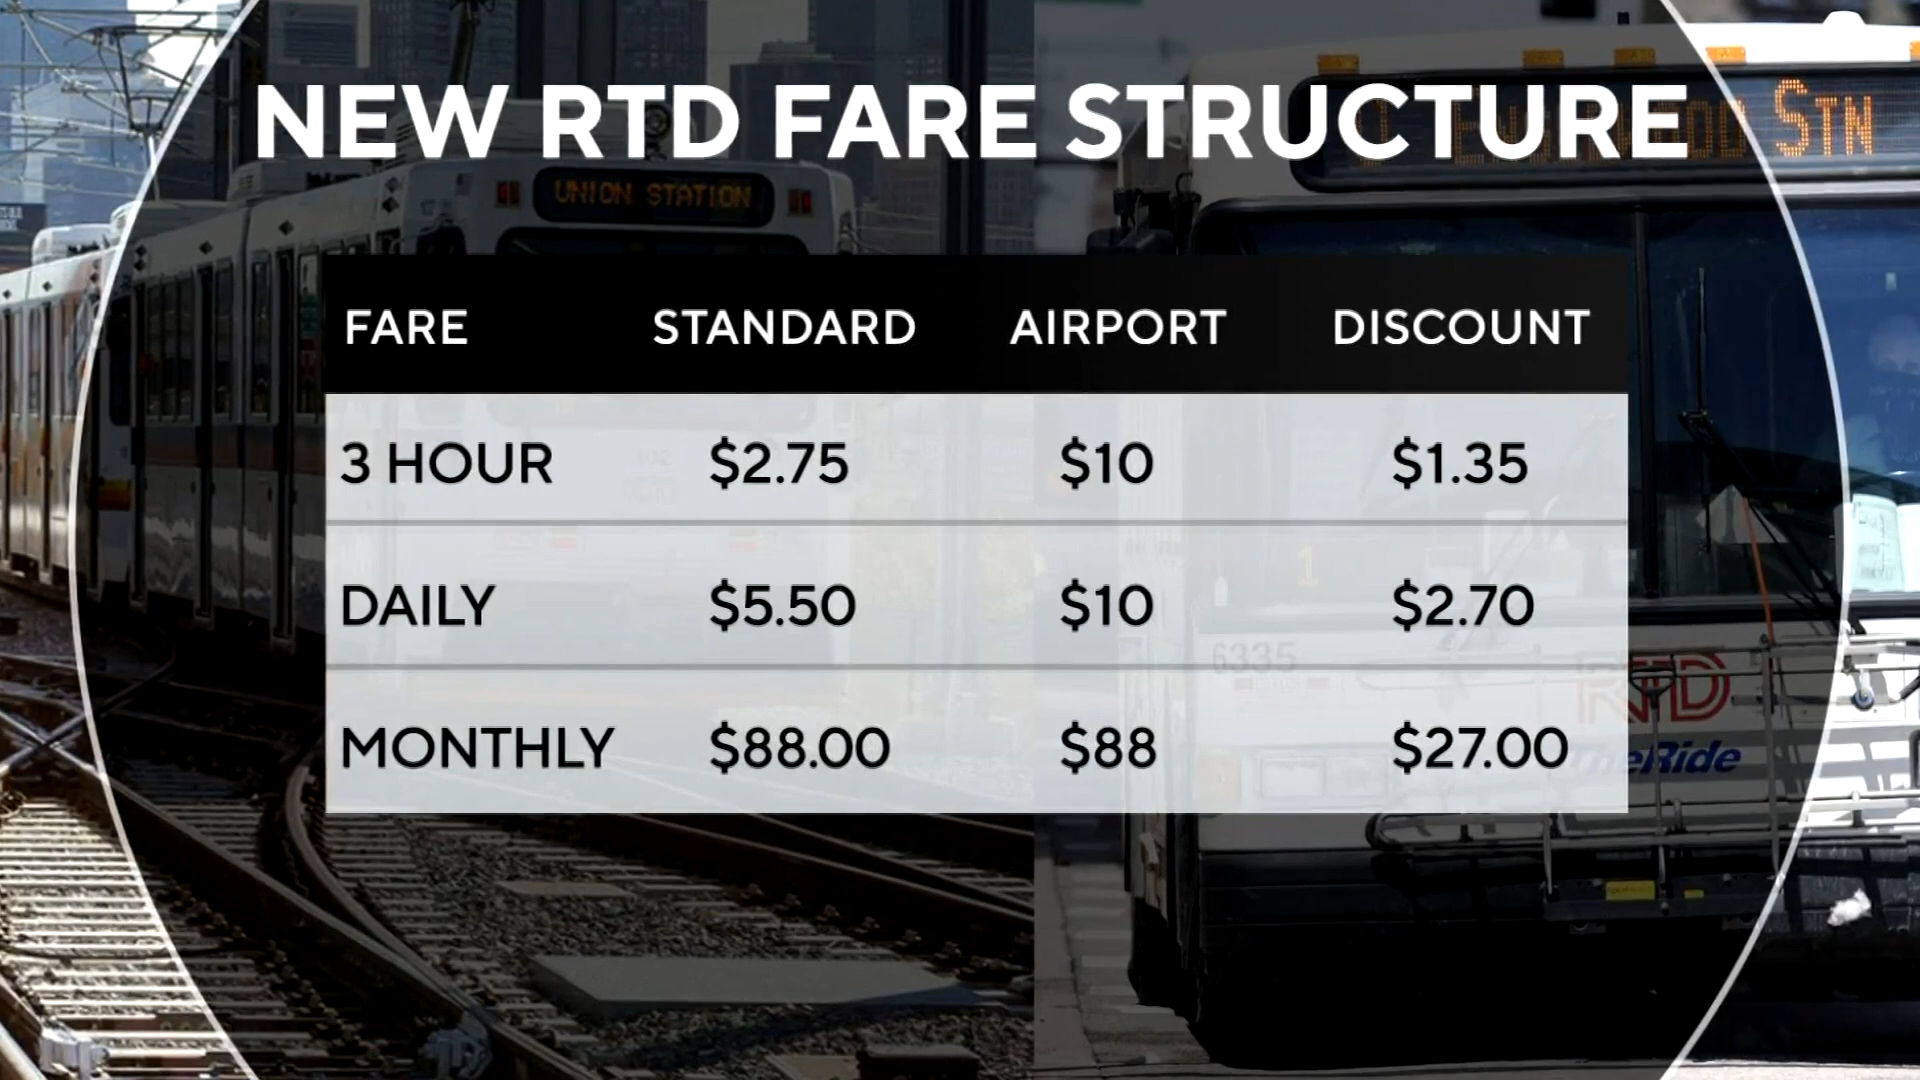 NEW RTD FARE STRUCTURE
STN
UNION STATION
FARE STANDARD AIRPORT DISCOUNT
3 HOUR $2.75 $10 $1.35
DAILY $5.50 $10 $2.70
6335
RTD
MONTHLY $88.00 $88 $27.00
TheRide